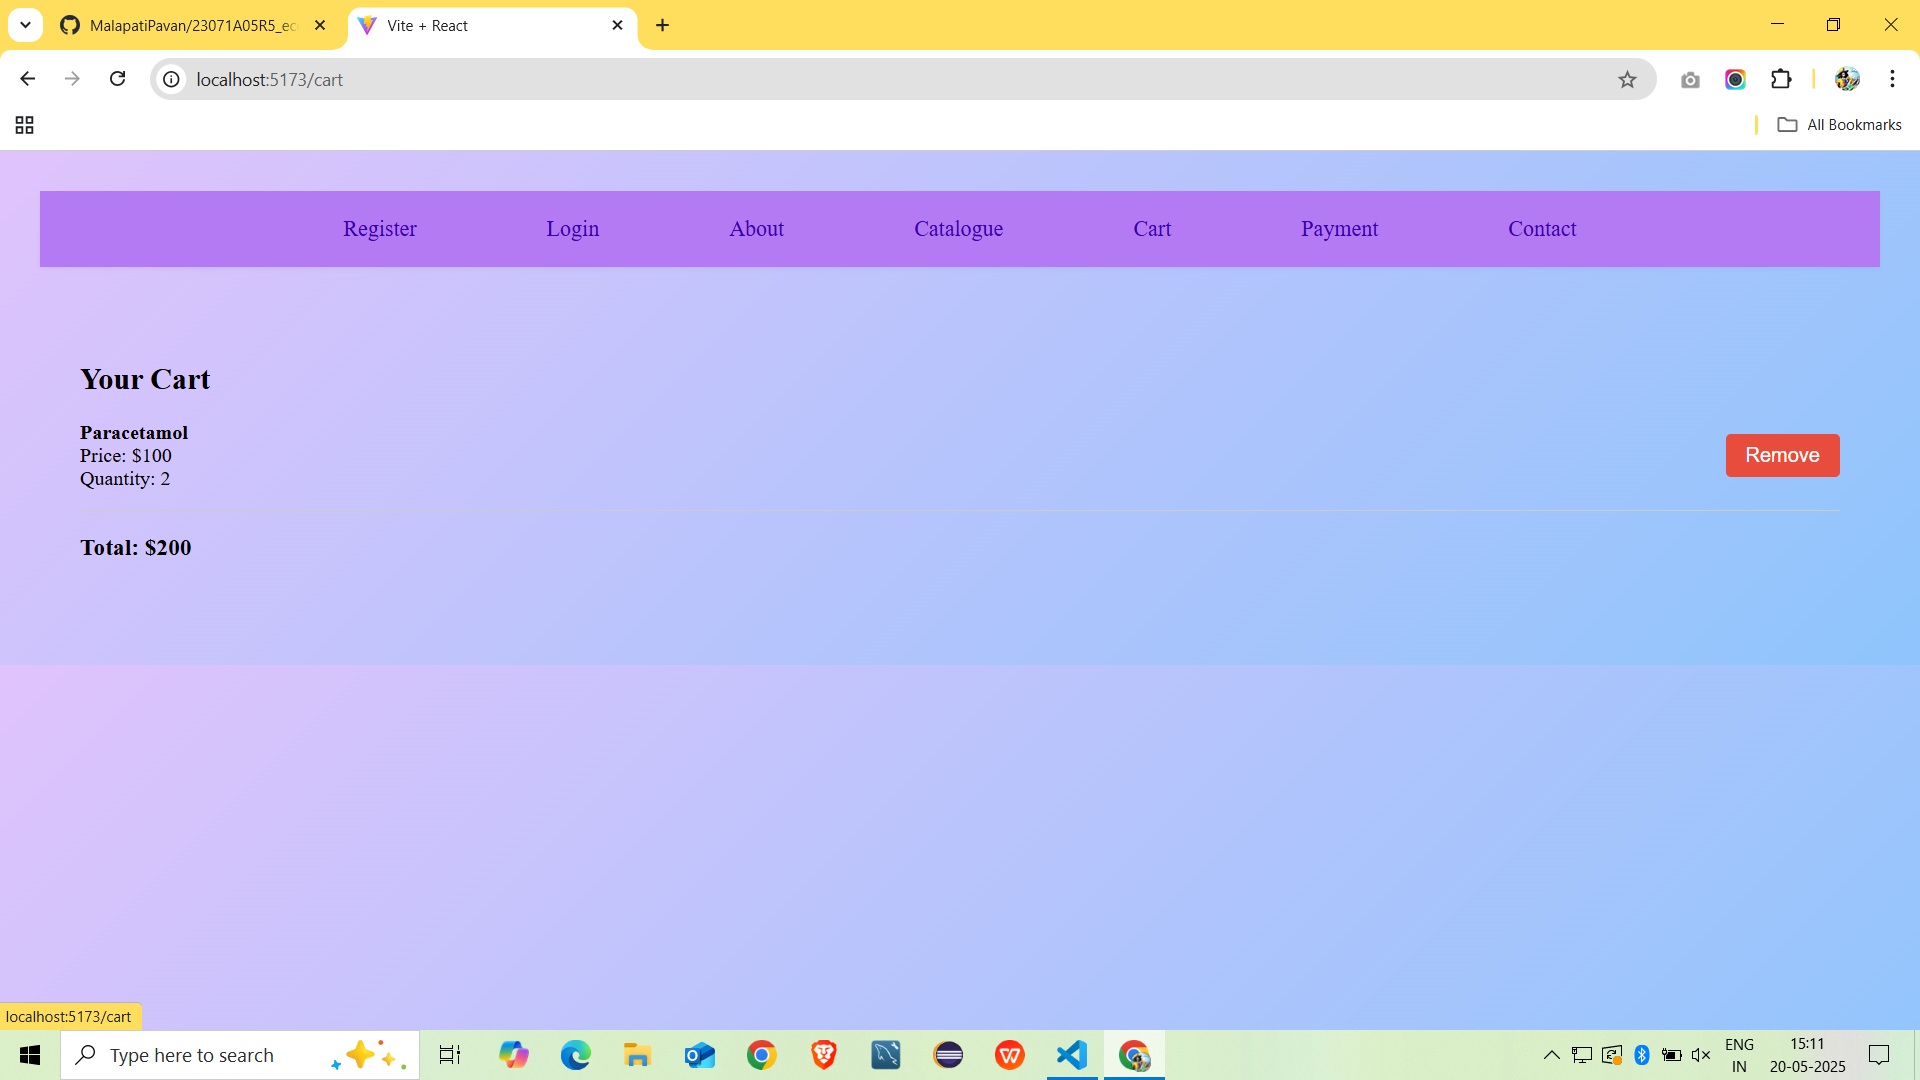 MalapatiPavan/23071A05R5_ec
Vite + React
localhost:5173/cart
All Bookmarks
Register Login About Catalogue Cart Payment Contact
Your Cart
Paracetamol
Price: $100
Quantity: 2
Remove
Total: $200
localhost:5173/cart
Type here to search
ENG
IN
15:11
20-05-2025